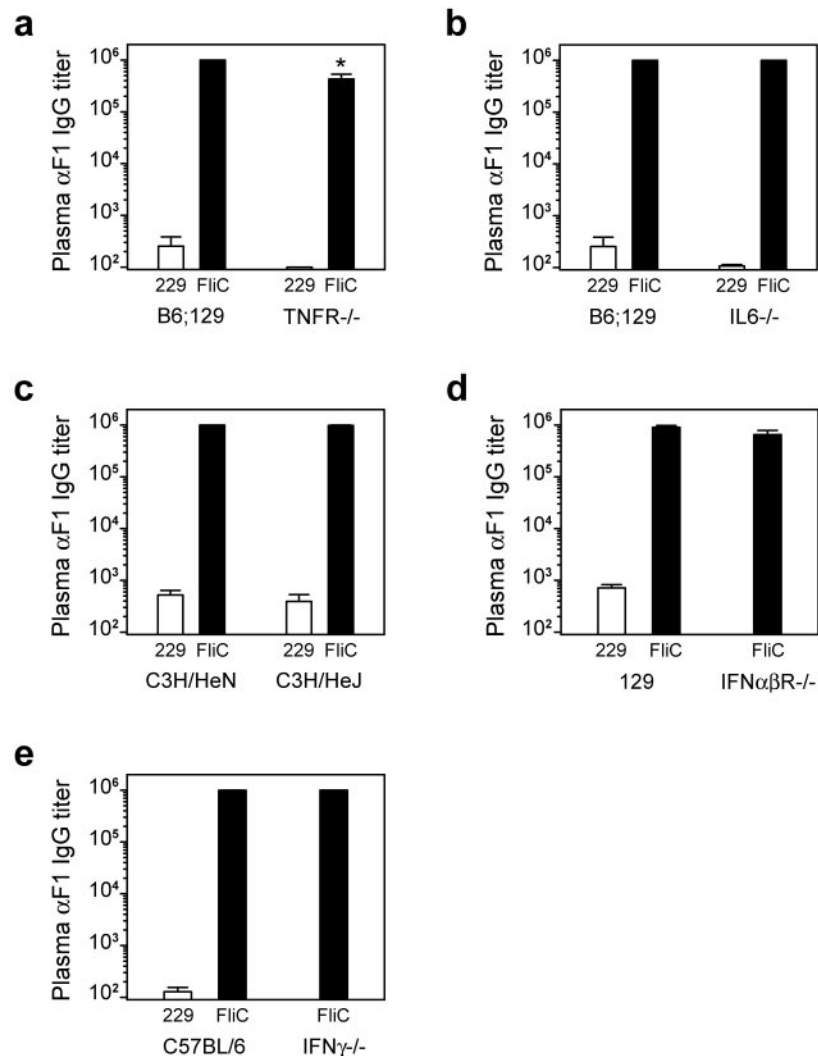 a
Plasma αF1 IgG titer
10⁶
10⁵
10⁴
10³
10²
*
229 FliC 229 FliC
B6;129 TNFR-/-
b
Plasma αF1 IgG titer
10⁶
10⁵
10⁴
10³
10²
229 FliC 229 FliC
B6;129 IL6-/-
c
Plasma αF1 IgG titer
10⁶
10⁵
10⁴
10³
10²
229 FliC 229 FliC
C3H/HeN C3H/HeJ
d
Plasma αF1 IgG titer
10⁶
10⁵
10⁴
10³
10²
229 FliC FliC
129 IFNαβR-/-
e
Plasma αF1 IgG titer
10⁶
10⁵
10⁴
10³
10²
229 FliC FliC
C57BL/6 IFNγ-/-